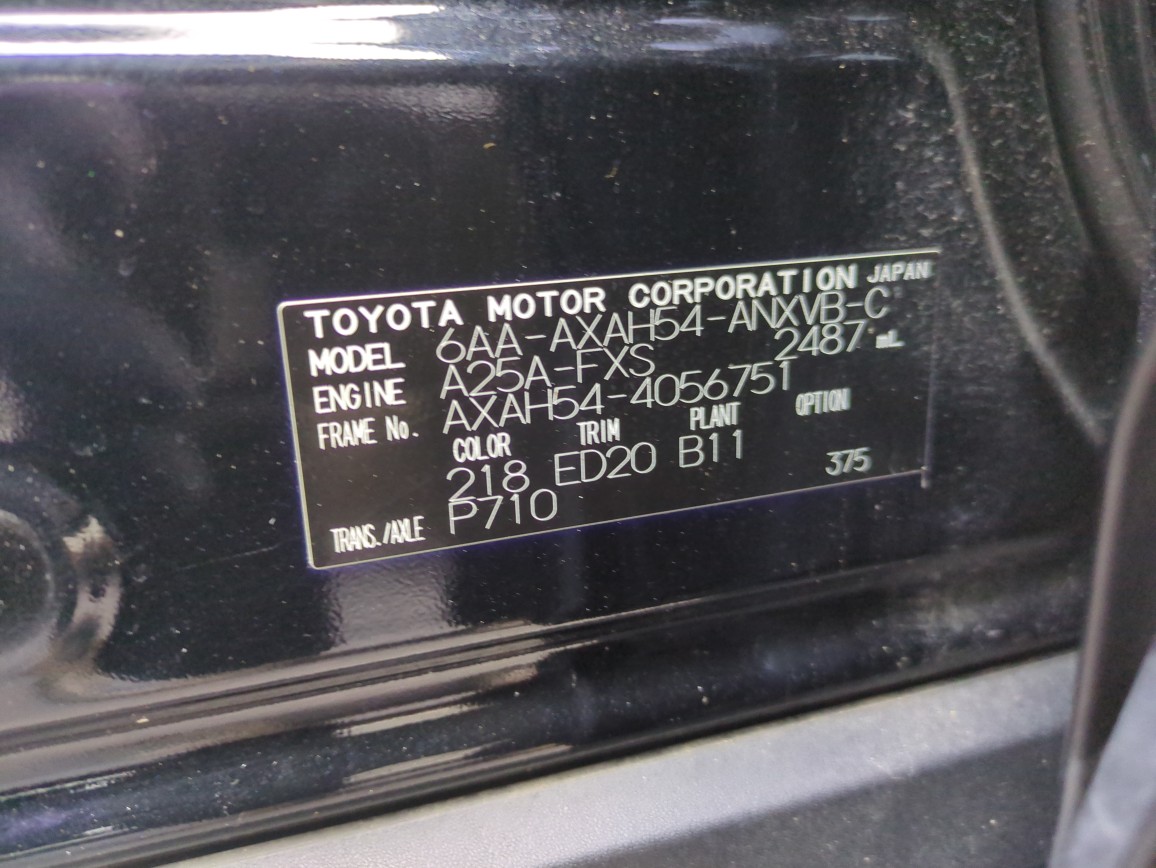 TOYOTA MOTOR CORPORATION JAPAN
MODEL 6AA-AXAH54-ANXVB-C
ENGINE A25A-FXS 2487 mL
FRAME No. AXAH54-4056751
COLOR TRIM PLANT OPTION
218 ED20 B11 375
TRANS./AXLE P710